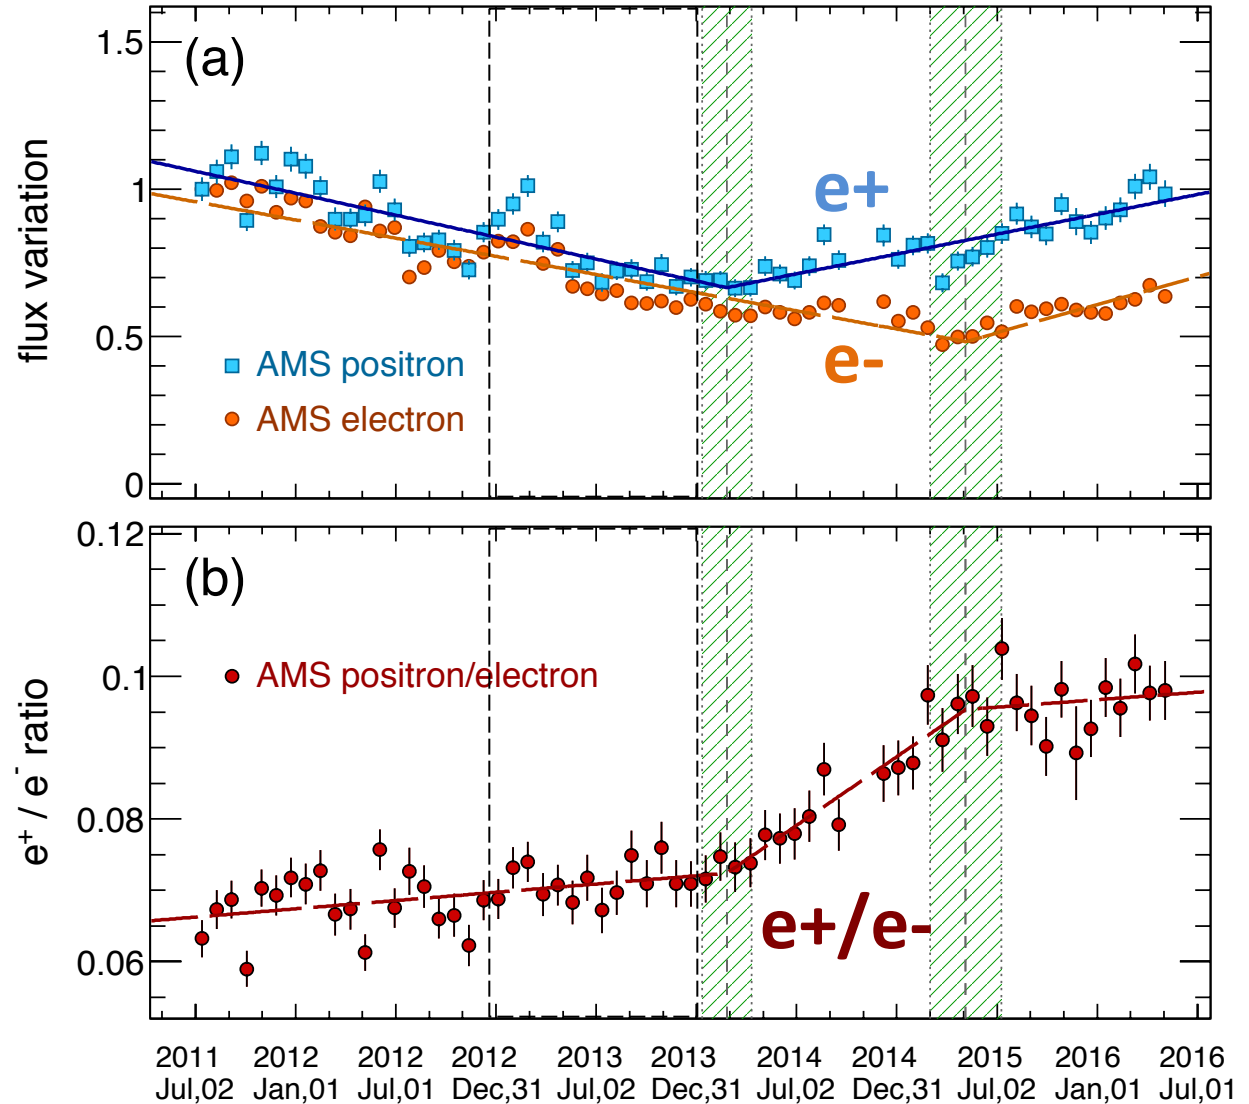 (a)
1.5
1
0.5
0
flux variation
e+
e-
AMS positron
AMS electron
(b)
0.12
0.1
0.08
0.06
e⁺ / e⁻ ratio
AMS positron/electron
e+/e-
2011 2012 2012 2012 2013 2013 2014 2014 2015 2016 2016
Jul,02 Jan,01 Jul,01 Dec,31 Jul,02 Dec,31 Jul,02 Dec,31 Jul,02 Jan,01 Jul,01